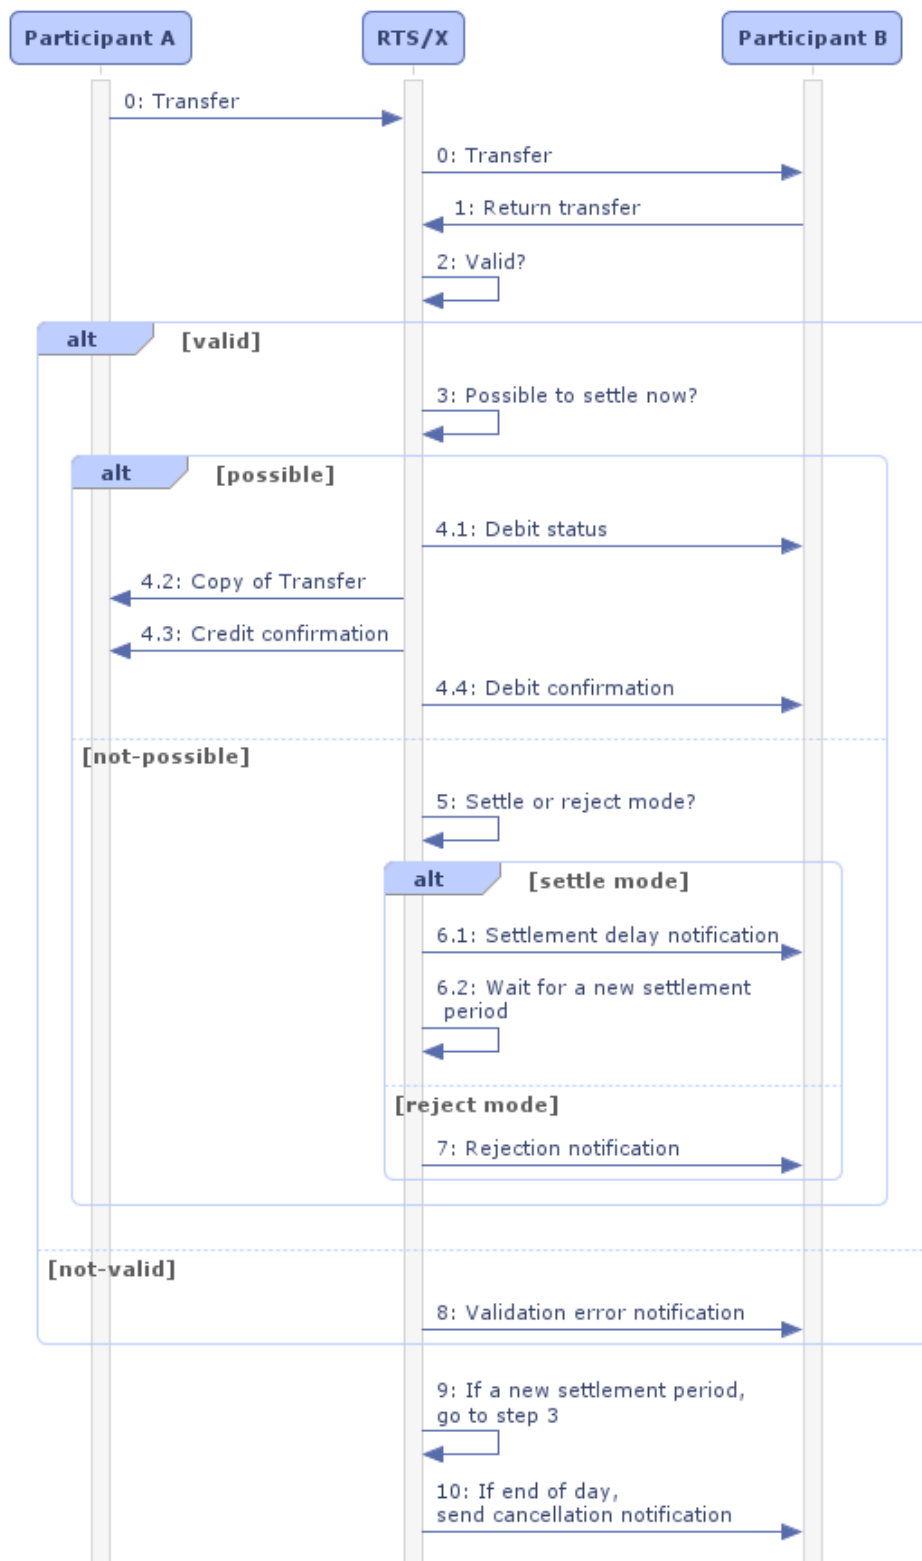 Participant A
RTS/X
Participant B
0: Transfer
0: Transfer
1: Return transfer
2: Valid?
alt
[valid]
3: Possible to settle now?
alt
[possible]
4.1: Debit status
4.2: Copy of Transfer
4.3: Credit confirmation
4.4: Debit confirmation
[not-possible]
5: Settle or reject mode?
alt
[settle mode]
6.1: Settlement delay notification
6.2: Wait for a new settlement
period
[reject mode]
7: Rejection notification
[not-valid]
8: Validation error notification
9: If a new settlement period,
go to step 3
10: If end of day,
send cancellation notification